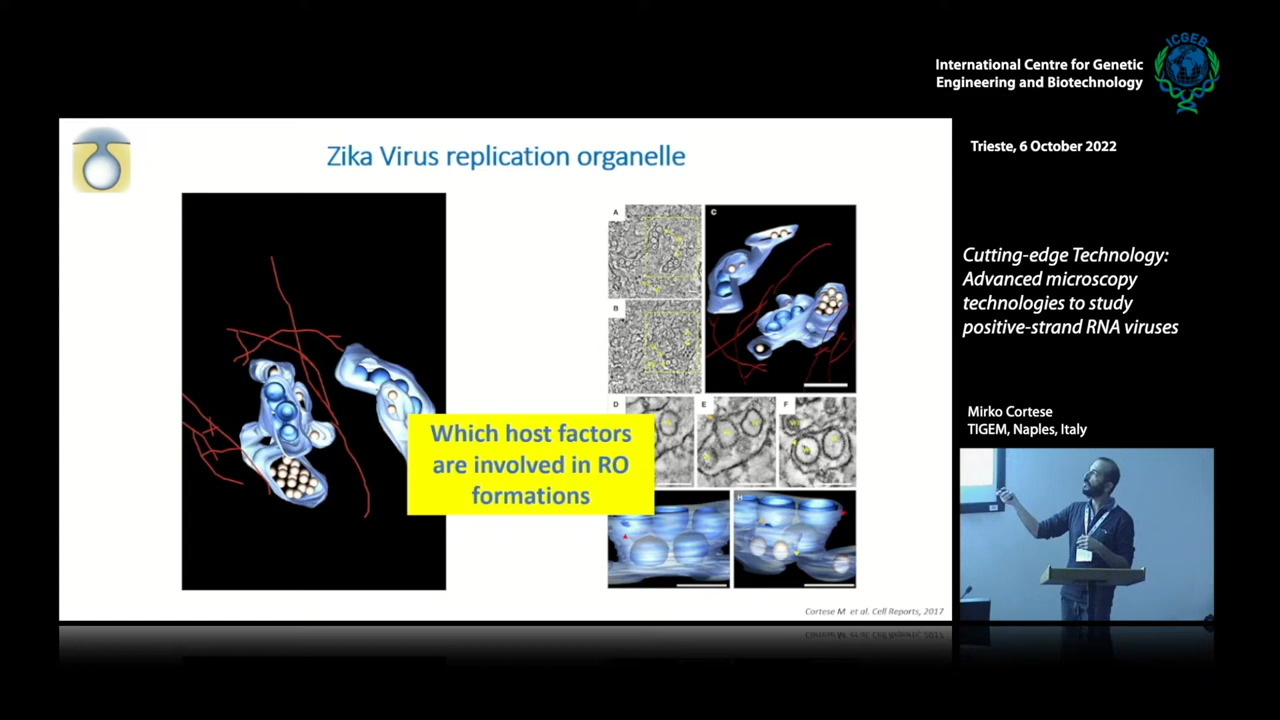 ICGEB
International Centre for Genetic
Engineering and Biotechnology
Trieste, 6 October 2022
Cutting-edge Technology:
Advanced microscopy
technologies to study
positive-strand RNA viruses
Mirko Cortese
TIGEM, Naples, Italy
Zika Virus replication organelle
A
C
B
D
E
F
H
Which host factors
are involved in RO
formations
Cortese M et al. Cell Reports, 2017